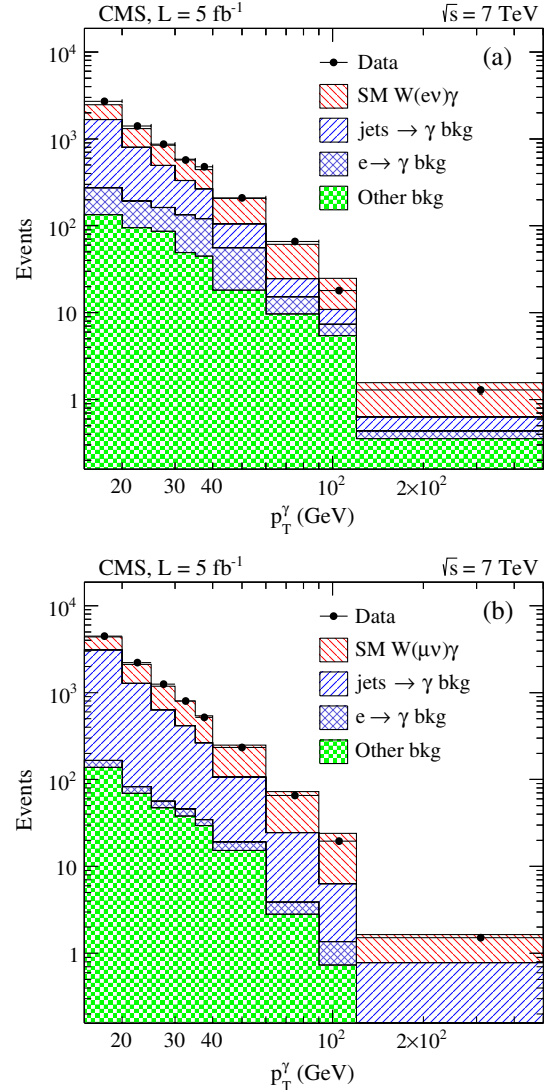 CMS, L = 5 fb⁻¹ √s = 7 TeV
(a)
Data
SM W(eν)γ
jets → γ bkg
e → γ bkg
Other bkg
Events
10⁴
10³
10²
10
1
20 30 40 10² 2×10²
p_T^γ (GeV)
CMS, L = 5 fb⁻¹ √s = 7 TeV
(b)
Data
SM W(μν)γ
jets → γ bkg
e → γ bkg
Other bkg
Events
10⁴
10³
10²
10
1
20 30 40 10² 2×10²
p_T^γ (GeV)